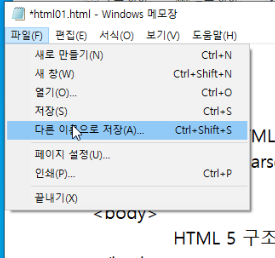 *html01.html - Windows 메모장
파일(F) 편집(E) 서식(O) 보기(V) 도움말(H)
새로 만들기(N) Ctrl+N
새 창(W) Ctrl+Shift+N
열기(O)... Ctrl+O
저장(S) Ctrl+S
다른 이름으로 저장(A)... Ctrl+Shift+S
페이지 설정(U)...
인쇄(P)... Ctrl+P
끝내기(X)
<body>
HTML 5 구조